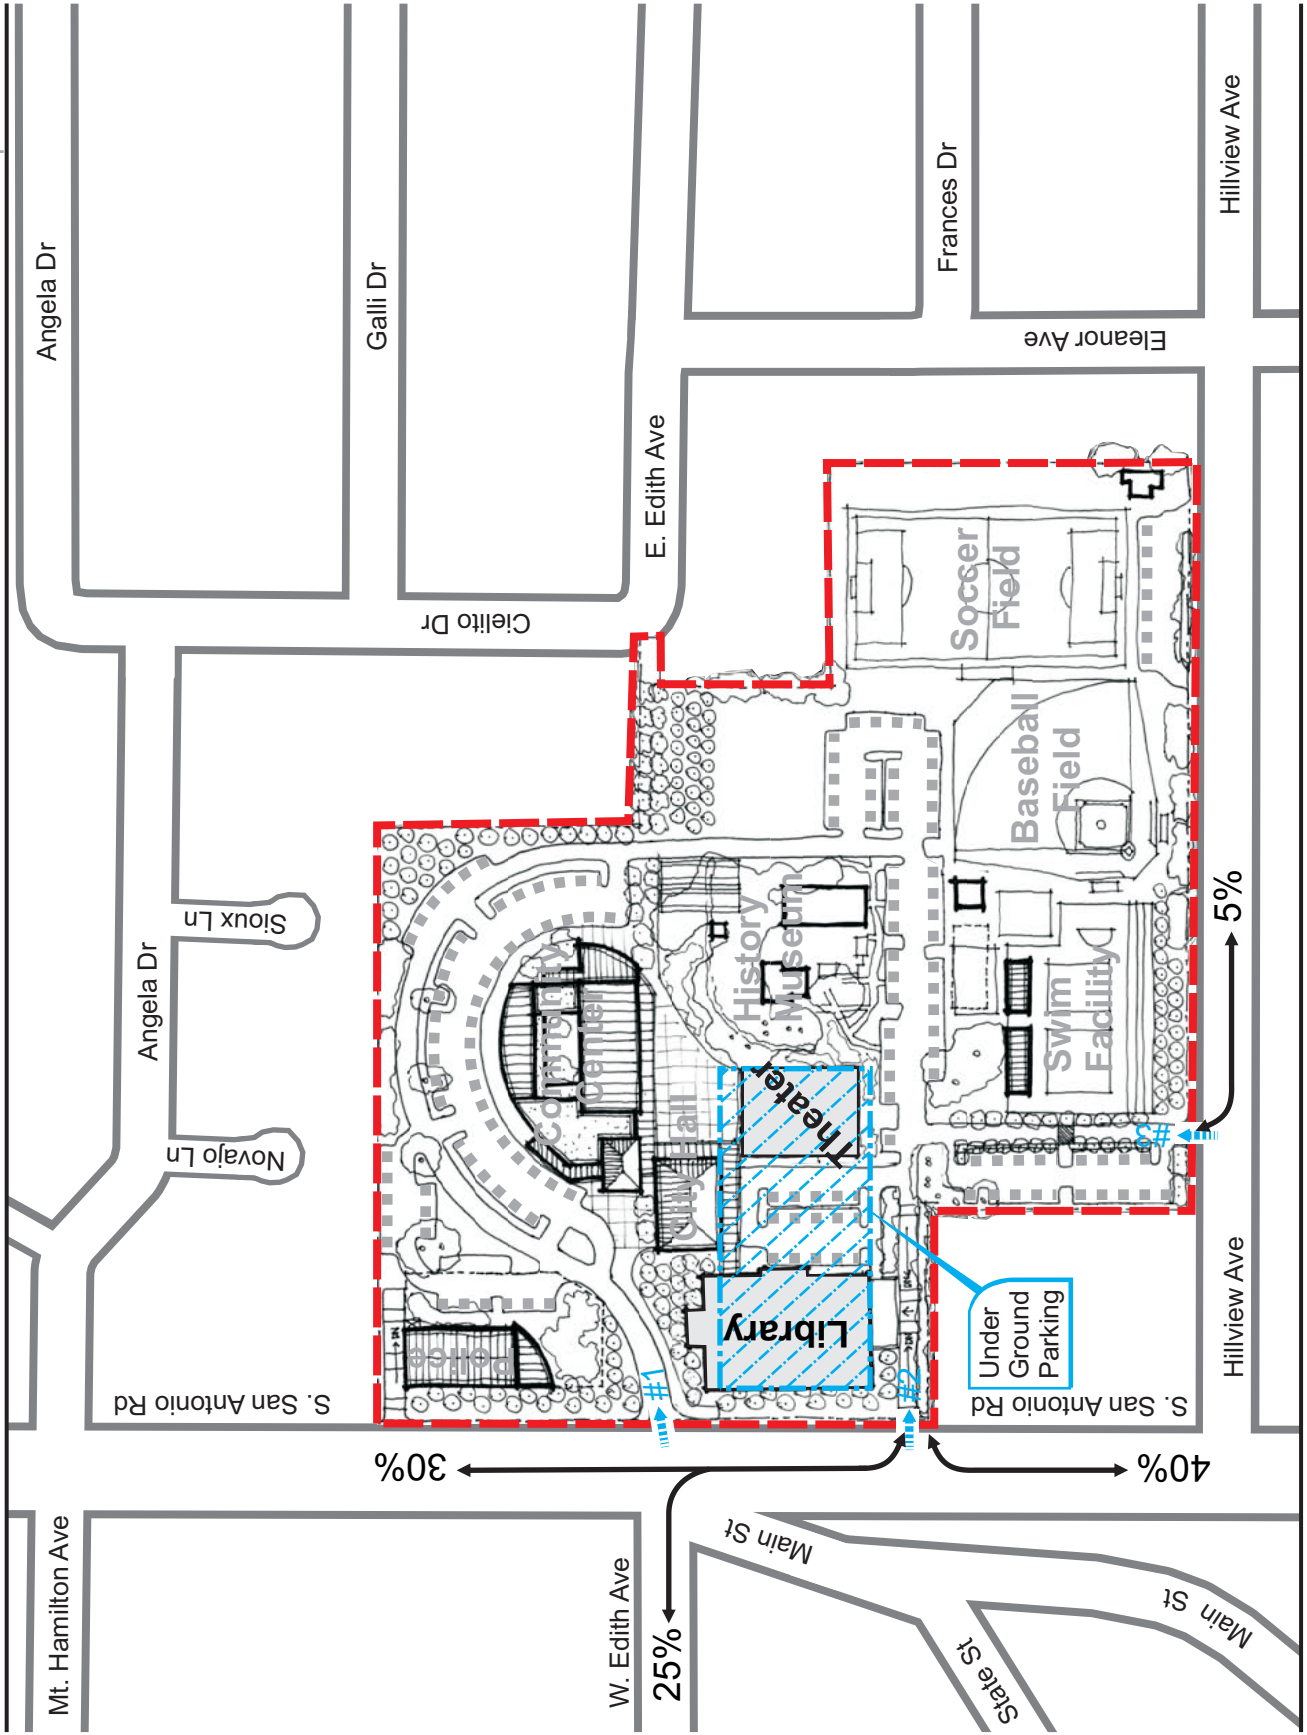 Angela Dr
Galli Dr
E. Edith Ave
Frances Dr
Hillview Ave
Eleanor Ave
Cielito Dr
Soccer
Field
Baseball
Field
Sioux Ln
Angela Dr
Navajo Ln
Community
Center
History
Museum
Swim
Facility
5%
City Hall
Theater
#3
Library
Police
Under
Ground
Parking
Hillview Ave
#1
#2
S. San Antonio Rd
S. San Antonio Rd
30%
40%
Mt. Hamilton Ave
W. Edith Ave
25%
Main St
State St
Main St